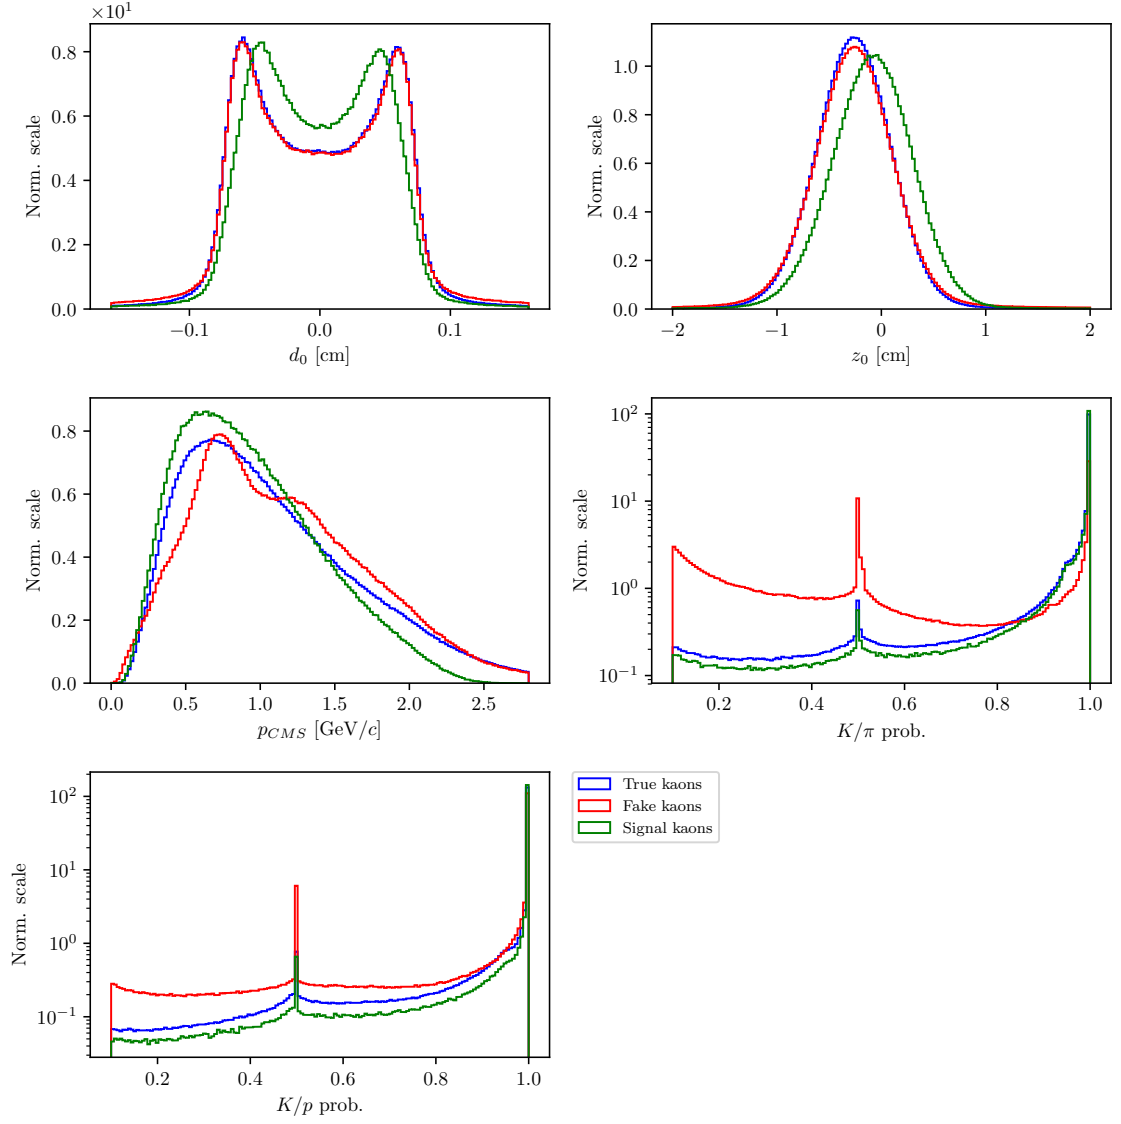 ×10¹
Norm. scale
0.8
0.6
0.4
0.2
0.0
−0.1 0.0 0.1
d₀ [cm]
Norm. scale
1.0
0.8
0.6
0.4
0.2
0.0
−2 −1 0 1 2
z₀ [cm]
Norm. scale
0.8
0.6
0.4
0.2
0.0
0.0 0.5 1.0 1.5 2.0 2.5
p_CMS [GeV/c]
Norm. scale
10²
10¹
10⁰
10⁻¹
0.2 0.4 0.6 0.8 1.0
K/π prob.
Norm. scale
10²
10¹
10⁰
10⁻¹
0.2 0.4 0.6 0.8 1.0
K/p prob.
True kaons
Fake kaons
Signal kaons